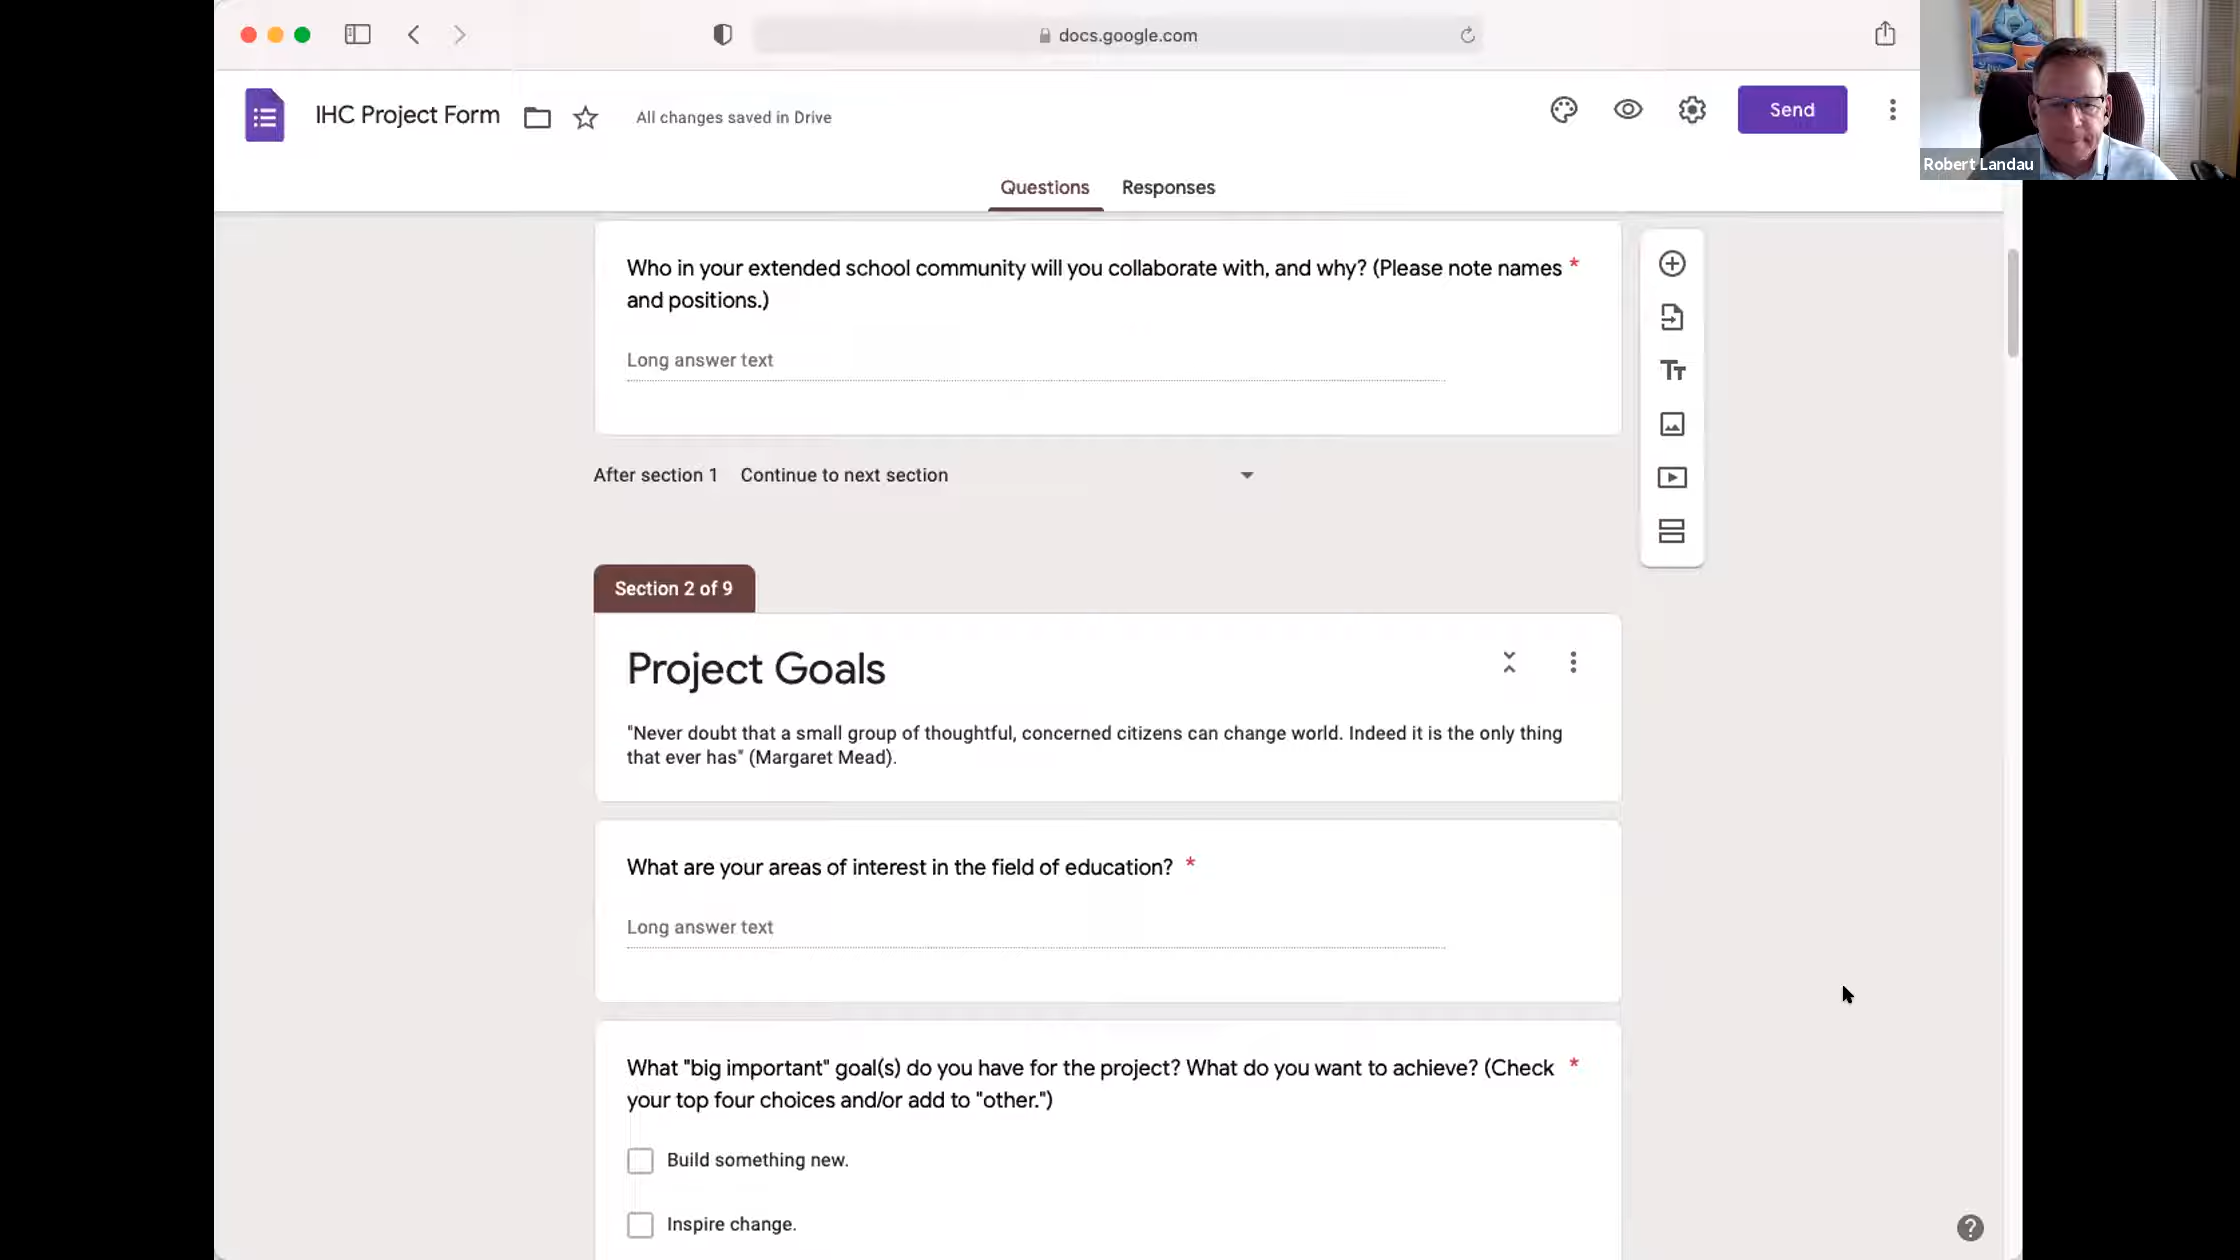 docs.google.com
IHC Project Form
All changes saved in Drive
Send
Robert Landau
Questions
Responses
Who in your extended school community will you collaborate with, and why? (Please note names *
and positions.)
Long answer text
After section 1
Continue to next section
Section 2 of 9
Project Goals
"Never doubt that a small group of thoughtful, concerned citizens can change world. Indeed it is the only thing
that ever has" (Margaret Mead).
What are your areas of interest in the field of education? *
Long answer text
What "big important" goal(s) do you have for the project? What do you want to achieve? (Check *
your top four choices and/or add to "other.")
Build something new.
Inspire change.